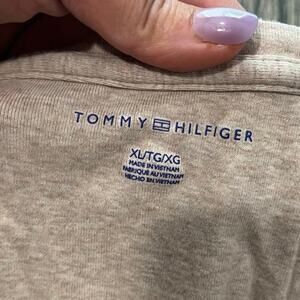 TOMMY HILFIGER
XL/TG/XG
MADE IN VIETNAM
FABRIQUÉ AU VIETNAM
HECHO EN VIETNAM